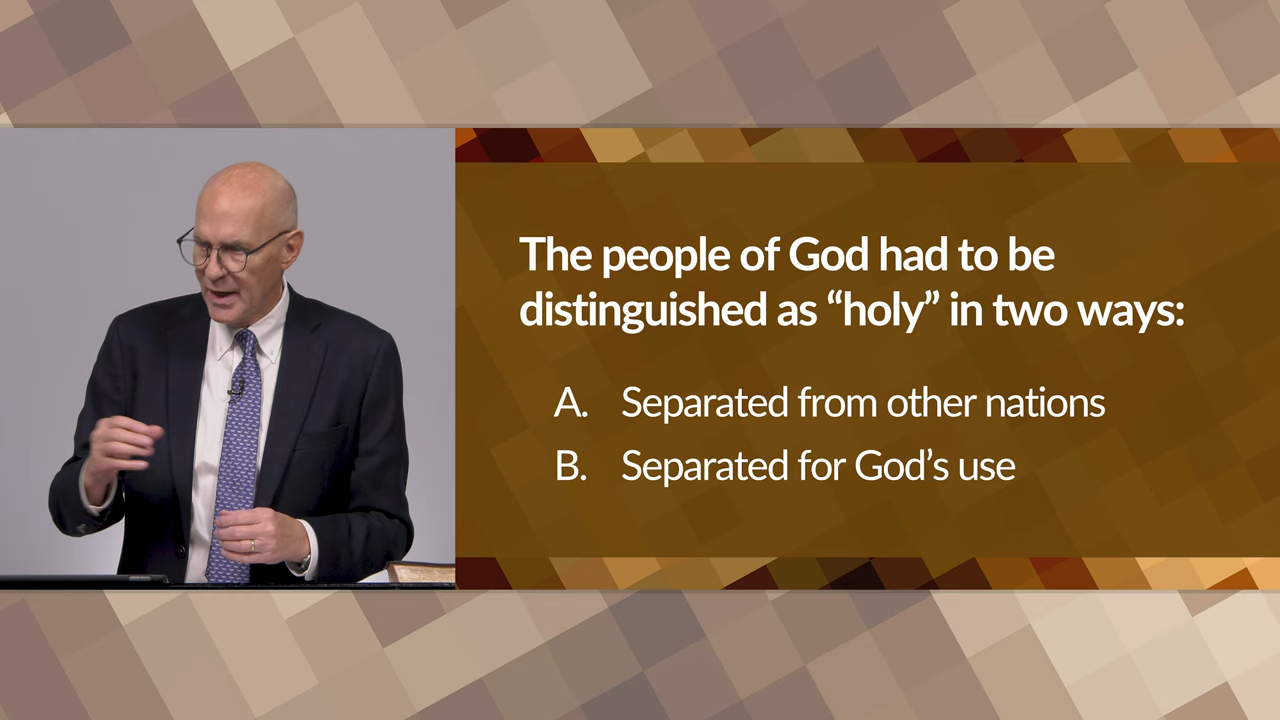 The people of God had to be
distinguished as “holy” in two ways:
A. Separated from other nations
B. Separated for God’s use